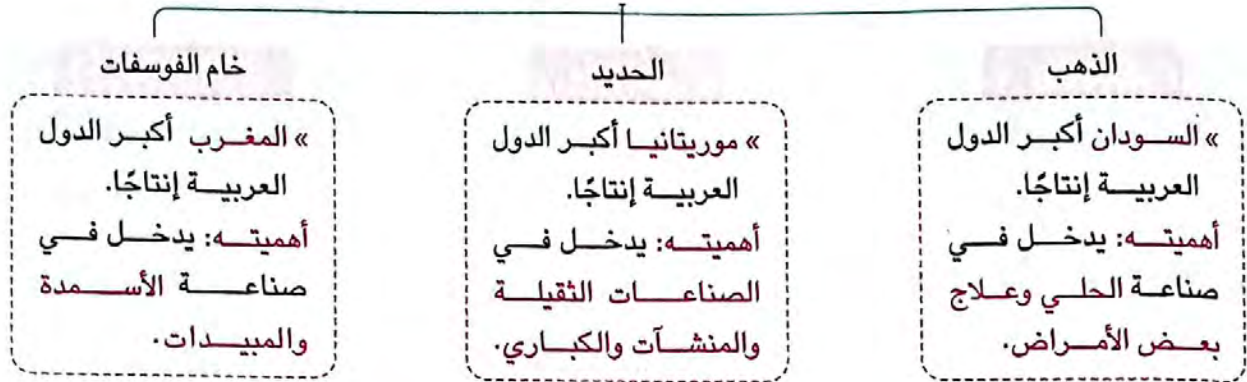 الذهب
» السودان أكبر الدول
العربية إنتاجًا.
أهميته: يدخل في
صناعة الحلي وعلاج
بعض الأمراض.
الحديد
» موريتانيا أكبر الدول
العربية إنتاجًا.
أهميته: يدخل في
الصناعات الثقيلة
والمنشآت والكباري.
خام الفوسفات
» المغرب أكبر الدول
العربية إنتاجًا.
أهميته: يدخل في
صناعة الأسمدة
والمبيدات.